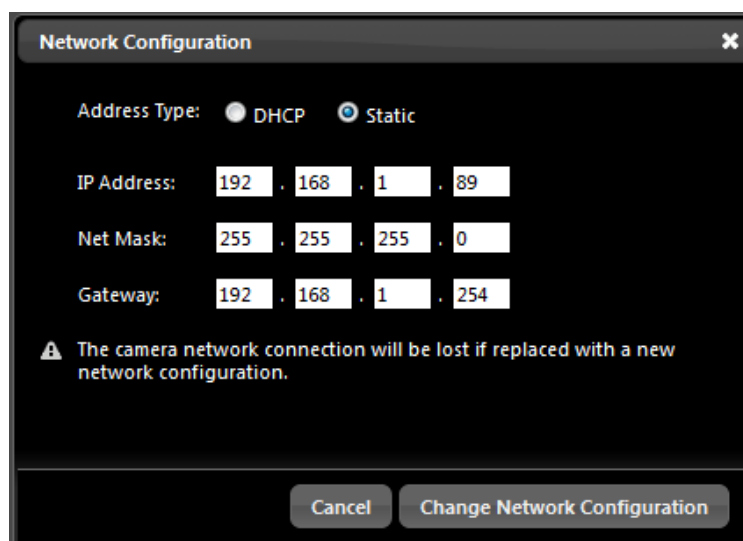 Network Configuration
Address Type: DHCP Static
IP Address: 192 . 168 . 1 . 89
Net Mask: 255 . 255 . 255 . 0
Gateway: 192 . 168 . 1 . 254
The camera network connection will be lost if replaced with a new
network configuration.
Cancel Change Network Configuration